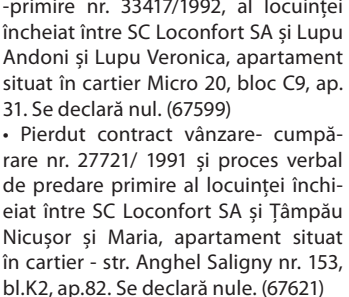 -primire nr. 33417/1992, al locuinței
încheiat între SC Loconfort SA și Lupu
Andoni și Lupu Veronica, apartament
situat în cartier Micro 20, bloc C9, ap.
31. Se declară nul. (67599)
• Pierdut contract vânzare- cumpă-
rare nr. 27721/ 1991 și proces verbal
de predare primire al locuinței închi-
eiat între SC Loconfort SA și Țâmpău
Nicușor și Maria, apartament situat
în cartier - str. Anghel Saligny nr. 153,
bl.K2, ap.82. Se declară nule. (67621)